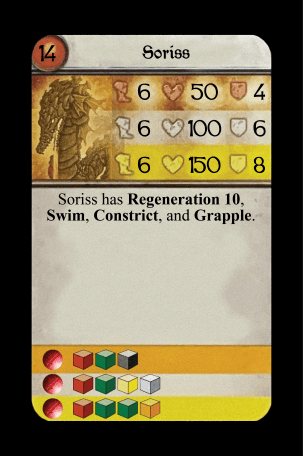 14 Soriss
6 50 4
6 100 6
6 150 8
Soriss has Regeneration 10,
Swim, Constrict, and Grapple.